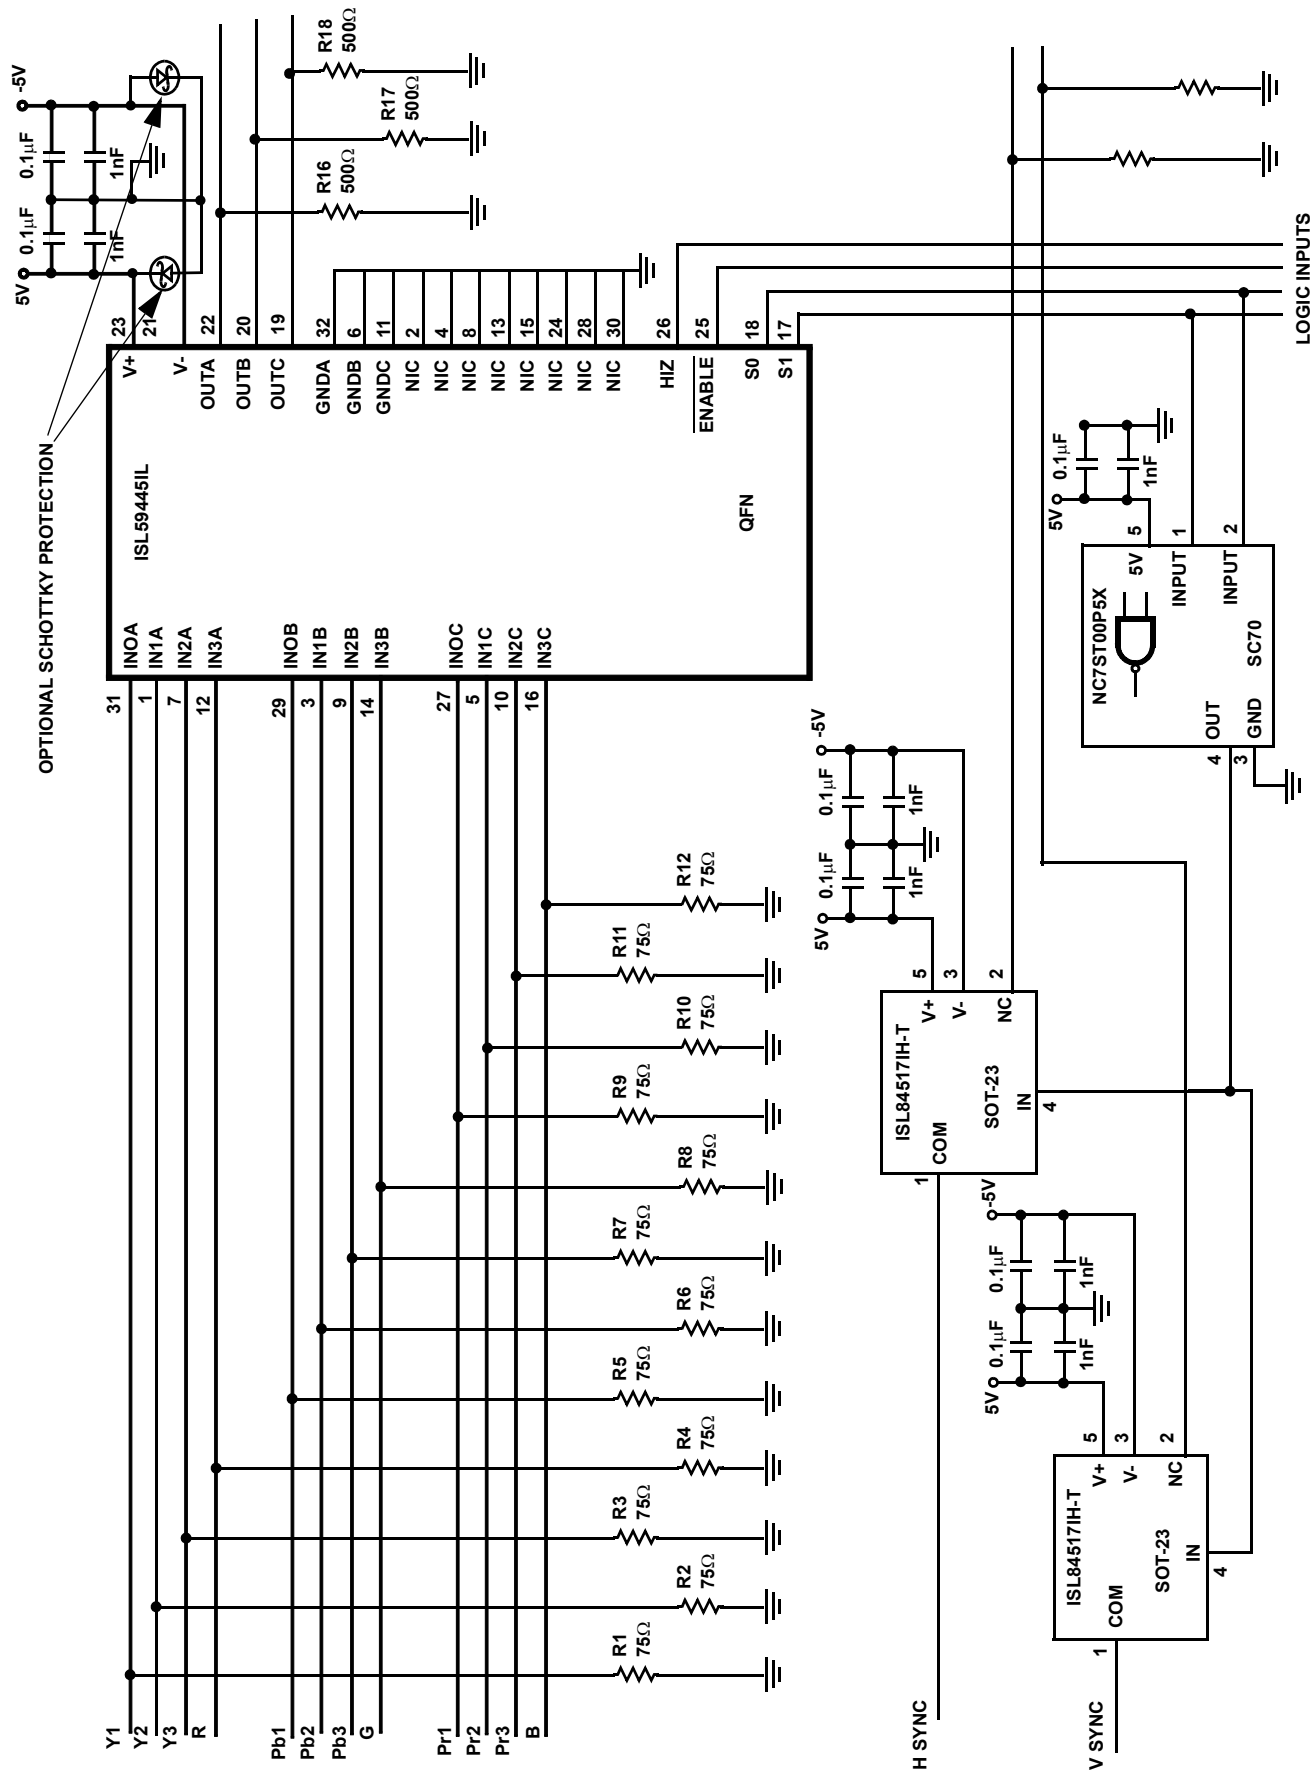 OPTIONAL SCHOTTKY PROTECTION
5V
0.1μF
0.1μF
-5V
1nF
1nF
Y1
Y2
Y3
R
Pb1
Pb2
Pb3
G
Pr1
Pr2
Pr3
B
R1
75Ω
R2
75Ω
R3
75Ω
R4
75Ω
R5
75Ω
R6
75Ω
R7
75Ω
R8
75Ω
R9
75Ω
R10
75Ω
R11
75Ω
R12
75Ω
31
1
7
12
29
3
9
14
27
5
10
16
INOA
IN1A
IN2A
IN3A
INOB
IN1B
IN2B
IN3B
INOC
IN1C
IN2C
IN3C
ISL59445IL
QFN
V+
V-
OUTA
OUTB
OUTC
GNDA
GNDB
GNDC
NIC
NIC
NIC
NIC
NIC
NIC
NIC
NIC
HIZ
ENABLE
S0
S1
23
21
22
20
19
32
6
11
2
4
8
13
15
24
28
30
26
25
18
17
R16
500Ω
R17
500Ω
R18
500Ω
LOGIC INPUTS
H SYNC
1
ISL84517IH-T
COM
SOT-23
IN
4
V+
V-
NC
5
3
2
5V
0.1μF
0.1μF
-5V
1nF
1nF
V SYNC
1
ISL84517IH-T
COM
SOT-23
IN
4
V+
V-
NC
5
3
2
5V
0.1μF
0.1μF
-5V
1nF
1nF
NC7ST00P5X
OUT
GND
SC70
4
3
5V
INPUT
INPUT
5
1
2
5V
0.1μF
1nF